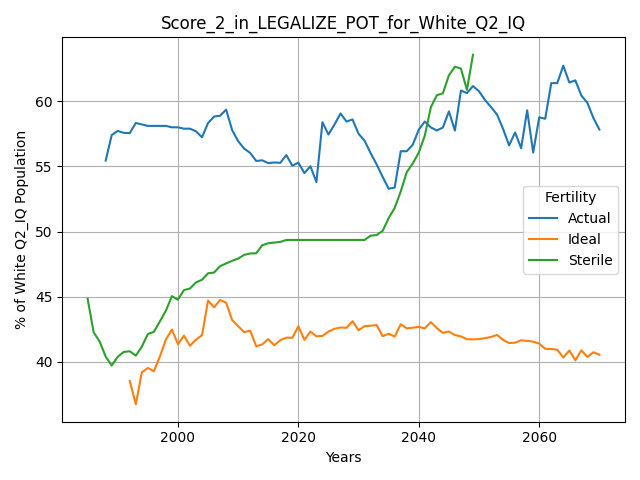 Score_2_in_LEGALIZE_POT_for_White_Q2_IQ
% of White Q2_IQ Population
60
55
50
45
40
Fertility
Actual
Ideal
Sterile
2000 2020 2040 2060
Years